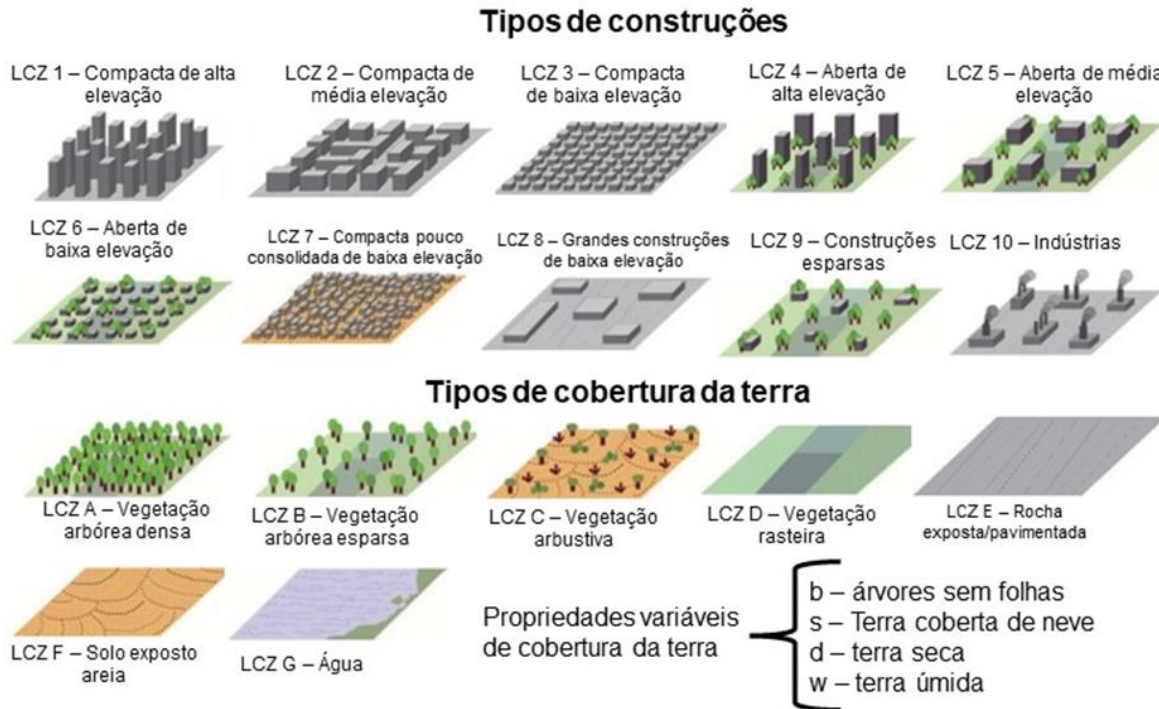 Tipos de construções
LCZ 1 – Compacta de alta
elevação
LCZ 2 – Compacta de
média elevação
LCZ 3 – Compacta
de baixa elevação
LCZ 4 – Aberta de
alta elevação
LCZ 5 – Aberta de média
elevação
LCZ 6 – Aberta de
baixa elevação
LCZ 7 – Compacta pouco
consolidada de baixa elevação
LCZ 8 – Grandes construções
de baixa elevação
LCZ 9 – Construções
esparsas
LCZ 10 – Indústrias
Tipos de cobertura da terra
LCZ A – Vegetação
arbórea densa
LCZ B – Vegetação
arbórea esparsa
LCZ C – Vegetação
arbustiva
LCZ D – Vegetação
rasteira
LCZ E – Rocha
exposta/pavimentada
LCZ F – Solo exposto
areia
LCZ G – Água
Propriedades variáveis
de cobertura da terra
b – árvores sem folhas
s – Terra coberta de neve
d – terra seca
w – terra úmida